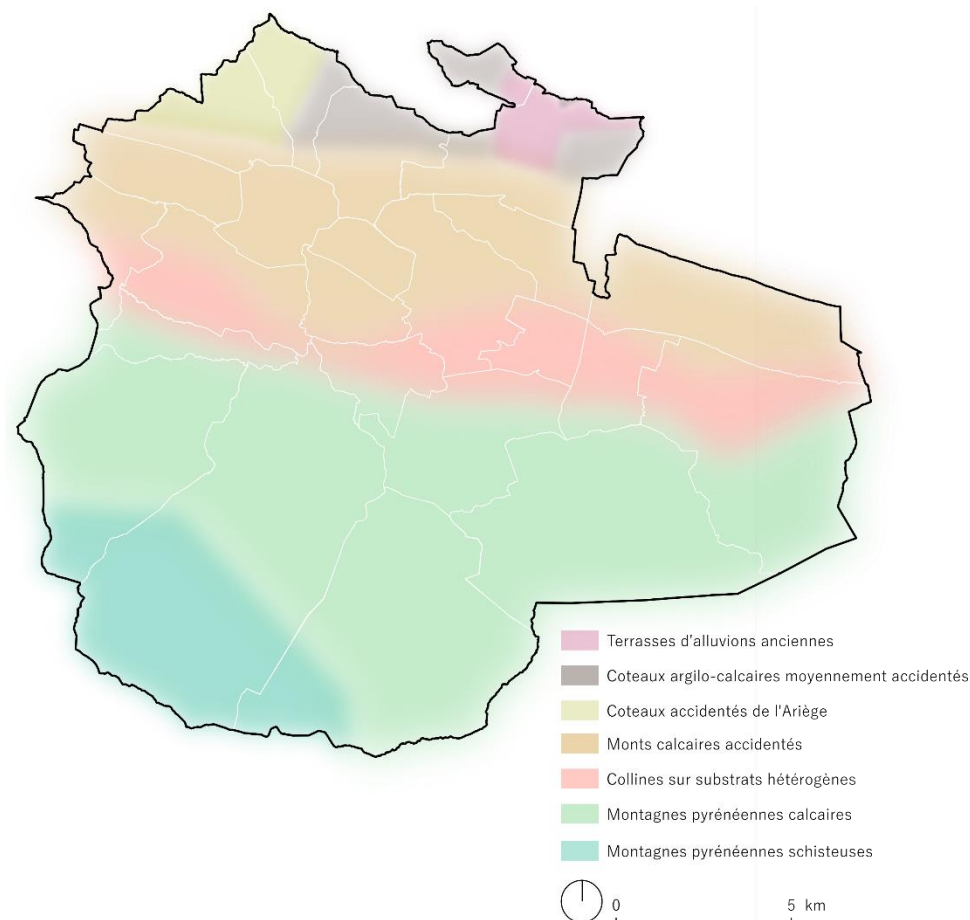 Terrasses d'alluvions anciennes
Coteaux argilo-calcaires moyennement accidentés
Coteaux accidentés de l'Ariège
Monts calcaires accidentés
Collines sur substrats hétérogènes
Montagnes pyrénéennes calcaires
Montagnes pyrénéennes schisteuses
0 5 km